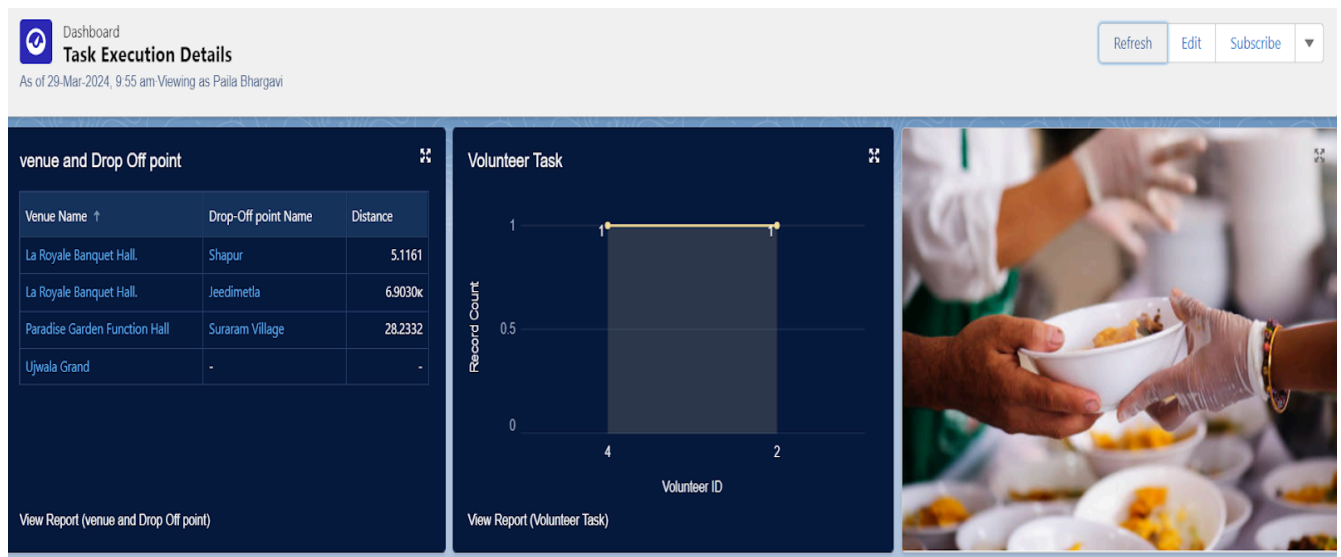 Dashboard
Task Execution Details
As of 29-Mar-2024, 9:55 am·Viewing as Paila Bhargavi
Refresh Edit Subscribe ▼
venue and Drop Off point
Venue Name ↑ Drop-Off point Name Distance
La Royale Banquet Hall. Shapur 5.1161
La Royale Banquet Hall. Jeedimetla 6.9030K
Paradise Garden Function Hall Suraram Village 28.2332
Ujwala Grand - -
View Report (venue and Drop Off point)
Volunteer Task
Record Count
1
0.5
0
1 1
4 2
Volunteer ID
View Report (Volunteer Task)